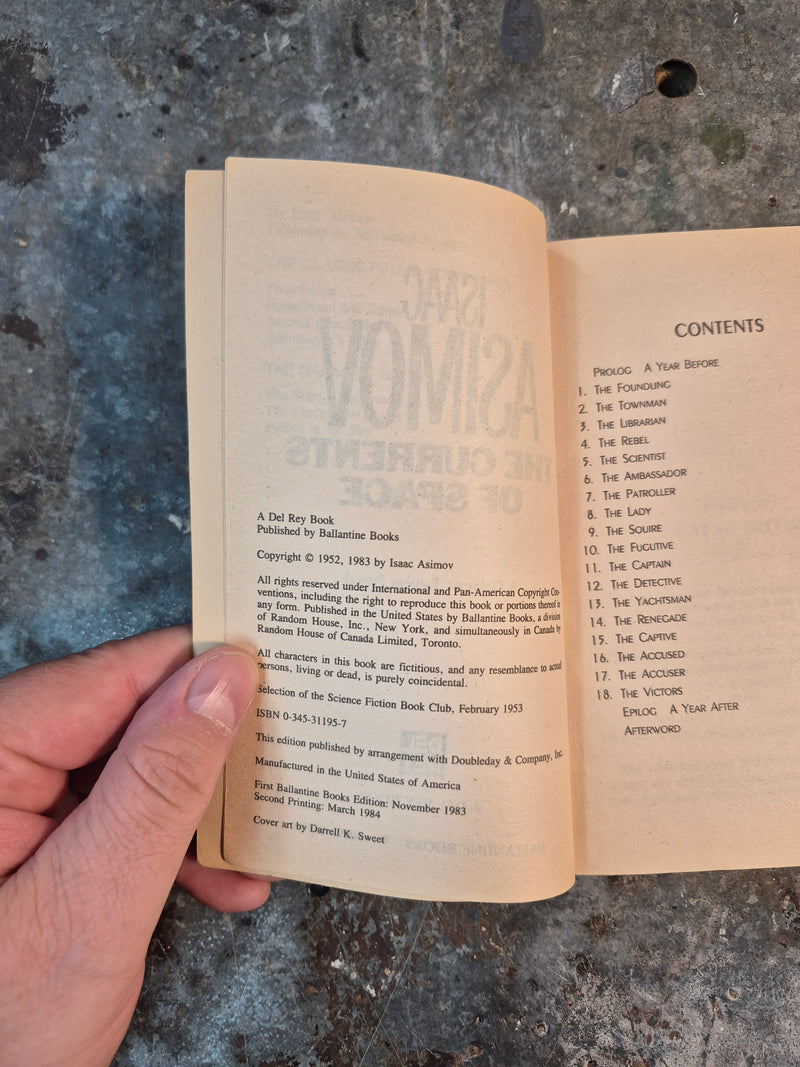 A Del Rey Book
Published by Ballantine Books
Copyright © 1952, 1983 by Isaac Asimov
All rights reserved under International and Pan-American Copyright Con-
ventions, including the right to reproduce this book or portions thereof in
any form. Published in the United States by Ballantine Books, a division
of Random House, Inc., New York, and simultaneously in Canada by
Random House of Canada Limited, Toronto.
All characters in this book are fictitious, and any resemblance to actual
persons, living or dead, is purely coincidental.
Selection of the Science Fiction Book Club, February 1953
ISBN 0-345-31195-7
This edition published by arrangement with Doubleday & Company, Inc.
Manufactured in the United States of America
First Ballantine Books Edition: November 1983
Second Printing: March 1984
Cover art by Darrell K. Sweet
ISAAC
ASIMOV
THE CURRENTS
OF SPACE
BALLANTINE BOOKS
CONTENTS
Prolog A Year Before
1. The Foundling
2. The Townman
3. The Librarian
4. The Rebel
5. The Scientist
6. The Ambassador
7. The Patroller
8. The Lady
9. The Squire
10. The Fugitive
11. The Captain
12. The Detective
13. The Yachtsman
14. The Renegade
15. The Captive
16. The Accused
17. The Accuser
18. The Victors
Epilog A Year After
Afterword